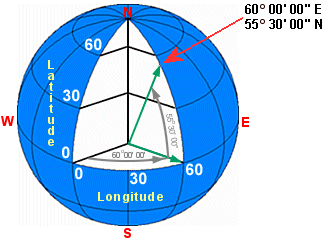 N
60° 00' 00" E
55° 30' 00" N
60
Latitude
30
55° 30' 00"
W
E
0
60° 00' 00"
0
30
60
Longitude
S